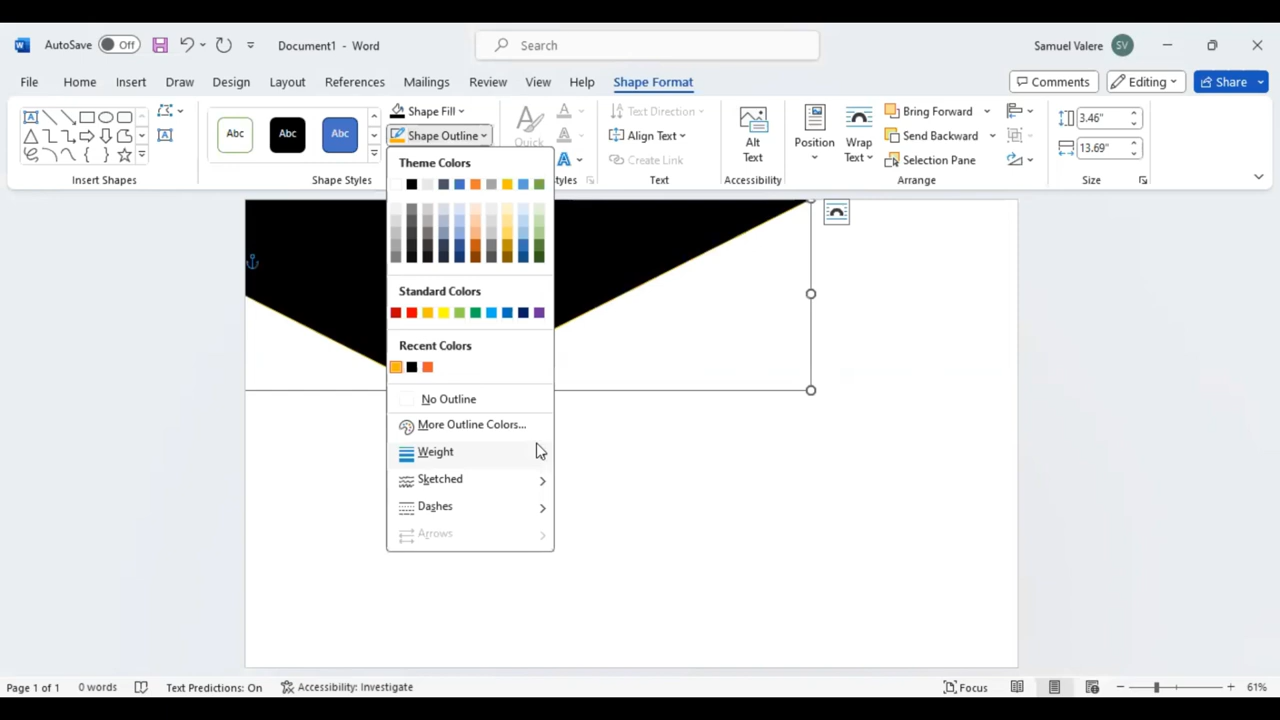 AutoSave Off Document1 - Word Search Samuel Valere SV
File Home Insert Draw Design Layout References Mailings Review View Help Shape Format Comments Editing Share
Abc Abc Abc
Shape Fill
Shape Outline
Quick
Styles
Text Direction
Align Text
Create Link
Alt Text
Position
Wrap Text
Bring Forward
Send Backward
Selection Pane
3.46"
13.69"
Insert Shapes Shape Styles Text Accessibility Arrange Size
Theme Colors
Standard Colors
Recent Colors
No Outline
More Outline Colors...
Weight
Sketched
Dashes
Arrows
Page 1 of 1 0 words Text Predictions: On Accessibility: Investigate Focus 61%